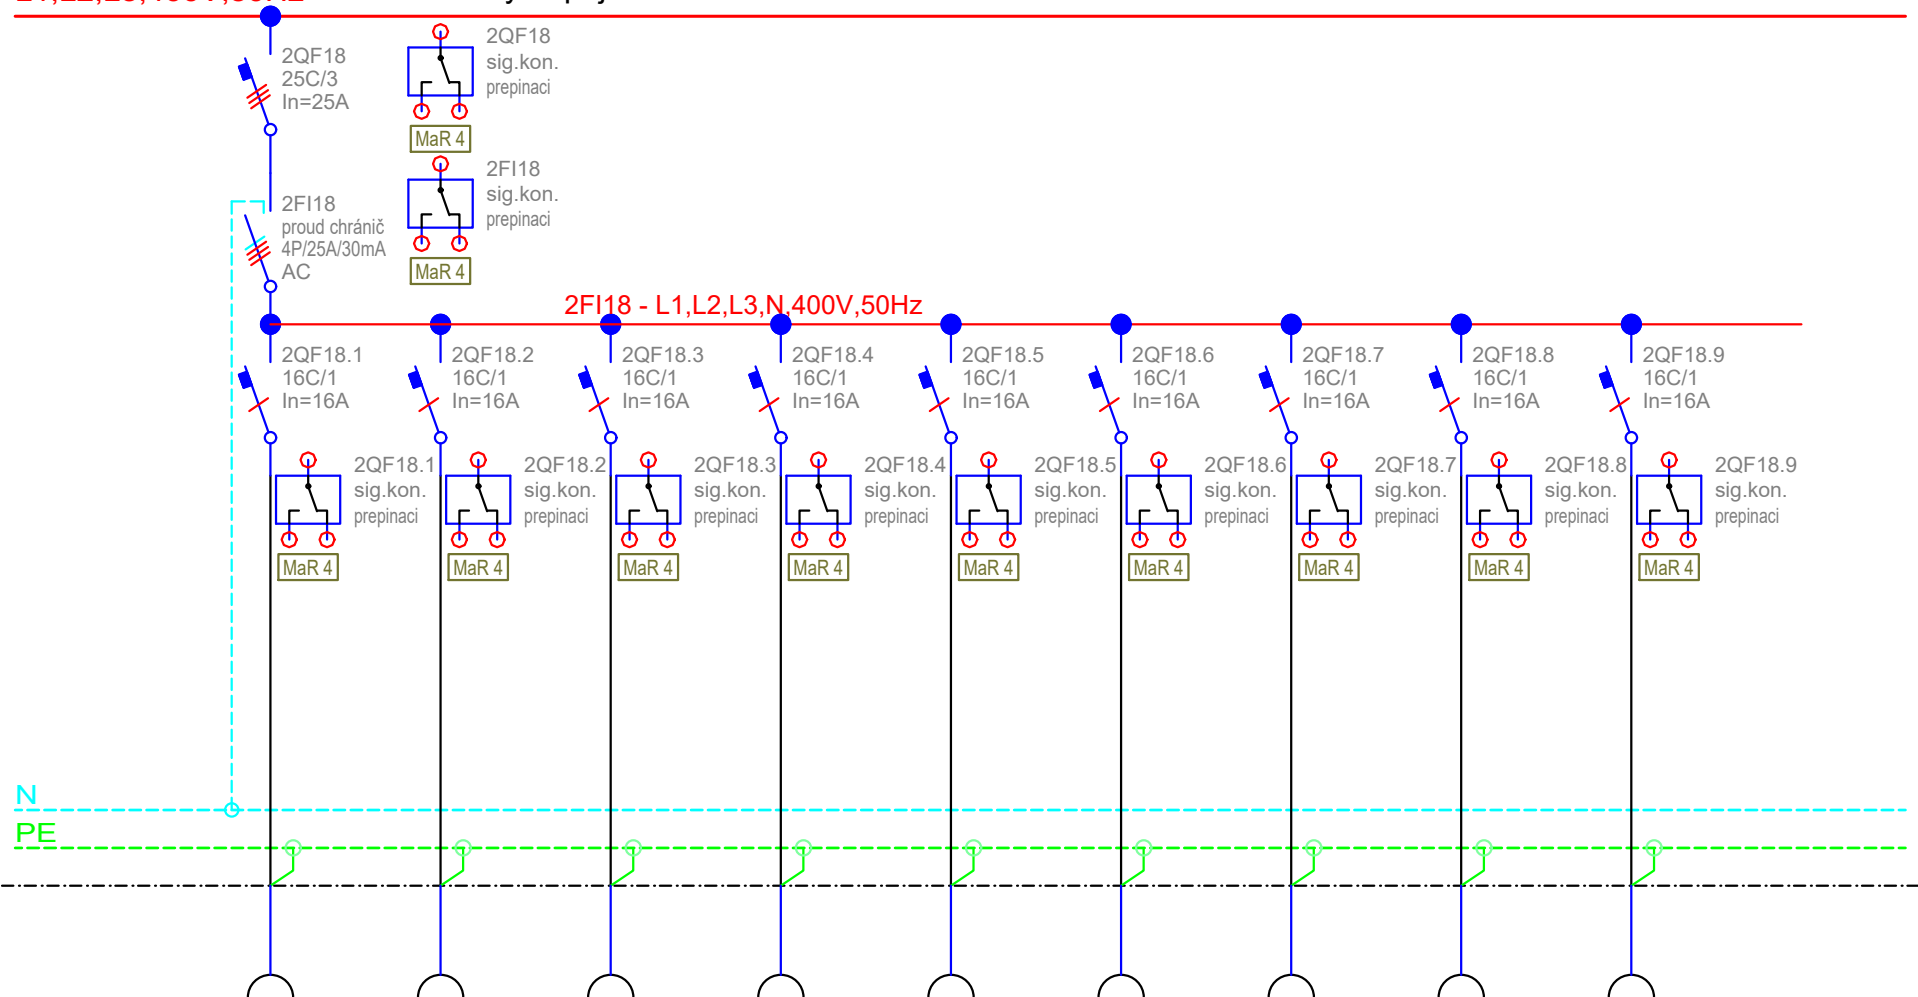 2QF18
25C/3
In=25A
2QF18
sig.kon.
prepinaci
MaR 4
2FI18
proud chránič
4P/25A/30mA
AC
2FI18
sig.kon.
prepinaci
MaR 4
2FI18 - L1,L2,L3,N,400V,50Hz
2QF18.1
16C/1
In=16A
2QF18.2
16C/1
In=16A
2QF18.3
16C/1
In=16A
2QF18.4
16C/1
In=16A
2QF18.5
16C/1
In=16A
2QF18.6
16C/1
In=16A
2QF18.7
16C/1
In=16A
2QF18.8
16C/1
In=16A
2QF18.9
16C/1
In=16A
2QF18.1
sig.kon.
prepinaci
MaR 4
2QF18.2
sig.kon.
prepinaci
MaR 4
2QF18.3
sig.kon.
prepinaci
MaR 4
2QF18.4
sig.kon.
prepinaci
MaR 4
2QF18.5
sig.kon.
prepinaci
MaR 4
2QF18.6
sig.kon.
prepinaci
MaR 4
2QF18.7
sig.kon.
prepinaci
MaR 4
2QF18.8
sig.kon.
prepinaci
MaR 4
2QF18.9
sig.kon.
prepinaci
MaR 4
N
PE